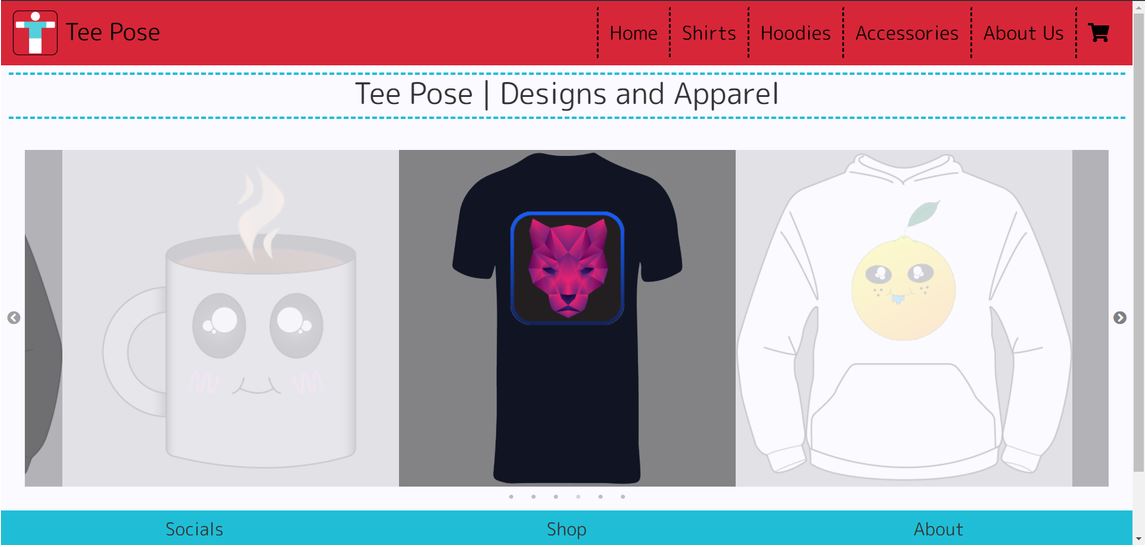 Tee Pose
Home
Shirts
Hoodies
Accessories
About Us
Tee Pose | Designs and Apparel
Socials
Shop
About